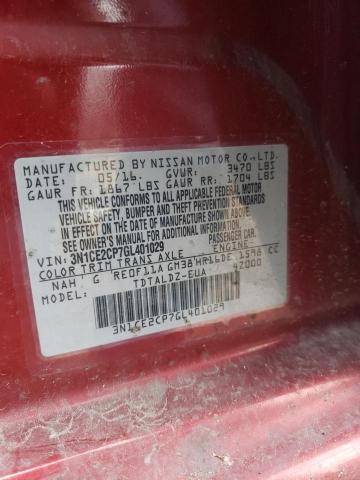 MANUFACTURED BY NISSAN MOTOR CO., LTD.
DATE: 05/16. GVWR: 3470 LBS
GAWR FR: 1867 LBS GAWR RR: 1704 LBS
THIS VEHICLE CONFORMS TO ALL APPLICABLE FEDERAL MOTOR
VEHICLE SAFETY, BUMPER AND THEFT PREVENTION STANDARDS
IN EFFECT ON THE DATE OF MANUFACTURE SHOWN ABOVE.
SEE OWNER'S MANUAL FOR ADDITIONAL INFORMATION.
VIN: 3N1CE2CP7GL401029 PASSENGER CAR
COLOR TRIM TRANS AXLE ENGINE
NAH G RE0F11A GM38 HR16DE 1598 CC
MODEL: TDTALDZ-EUA 42000
3N1CE2CP7GL401029